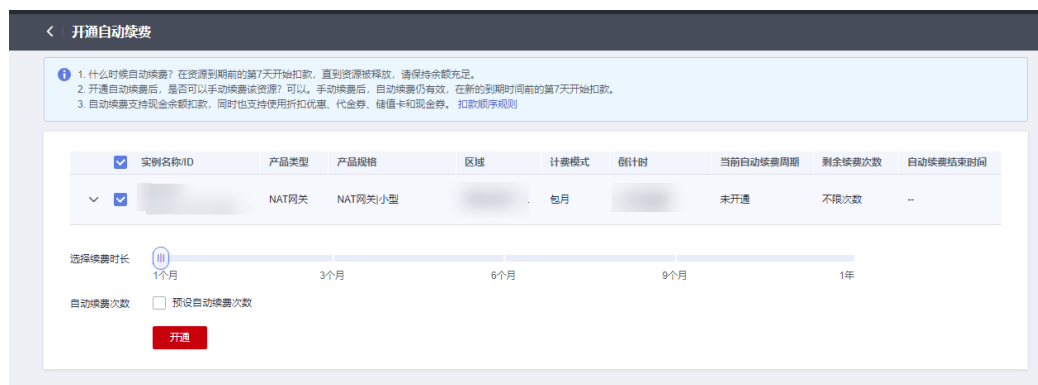 开通自动续费
1. 什么时候自动续费？在资源到期前的第7天开始扣款，直到资源被释放，请保持余额充足。
2. 开通自动续费后，是否可以手动续费该资源？可以。手动续费后，自动续费仍有效，在新的到期时间前的第7天开始扣款。
3. 自动续费支持现金余额扣款，同时也支持使用折扣优惠、代金券、储值卡和现金券。 扣款顺序规则
实例名称/ID 产品类型 产品规格 区域 计费模式 倒计时 当前自动续费周期 剩余续费次数 自动续费结束时间
NAT网关 NAT网关|小型 包月 未开通 不限次数 --
选择续费时长
1个月 3个月 6个月 9个月 1年
自动续费次数 预设自动续费次数
开通